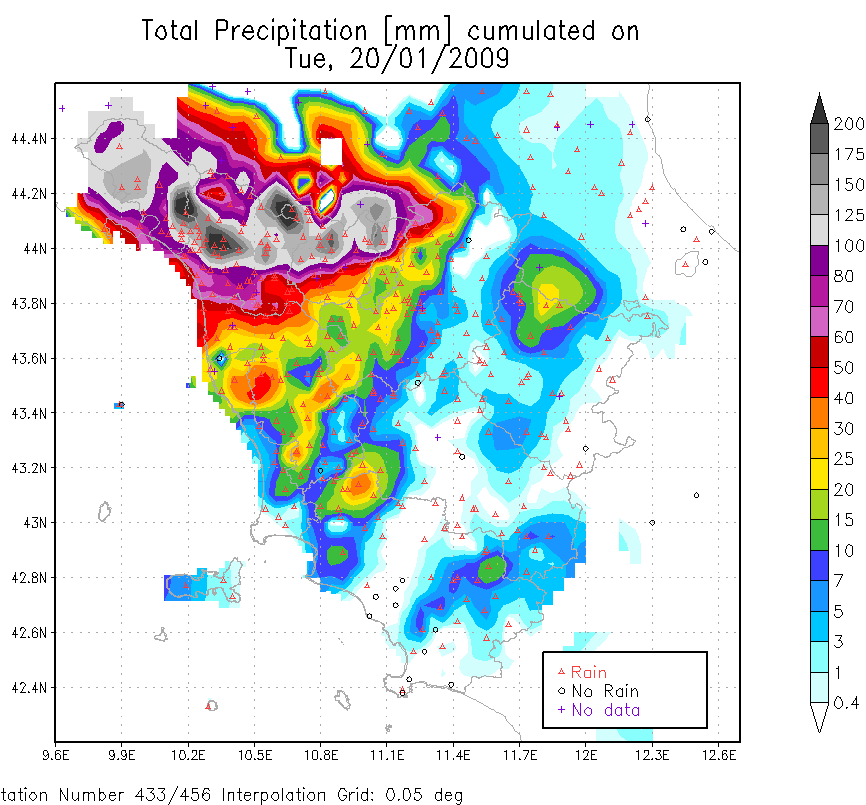 Total Precipitation [mm] cumulated on
Tue, 20/01/2009
44.4N
44.2N
44N
43.8N
43.6N
43.4N
43.2N
43N
42.8N
42.6N
42.4N
9.6E 9.9E 10.2E 10.5E 10.8E 11.1E 11.4E 11.7E 12E 12.3E 12.6E
200
175
150
125
100
80
70
60
50
40
30
25
20
15
10
7
5
3
1
0.4
Rain
No Rain
No data
tation Number 433/456 Interpolation Grid: 0.05 deg